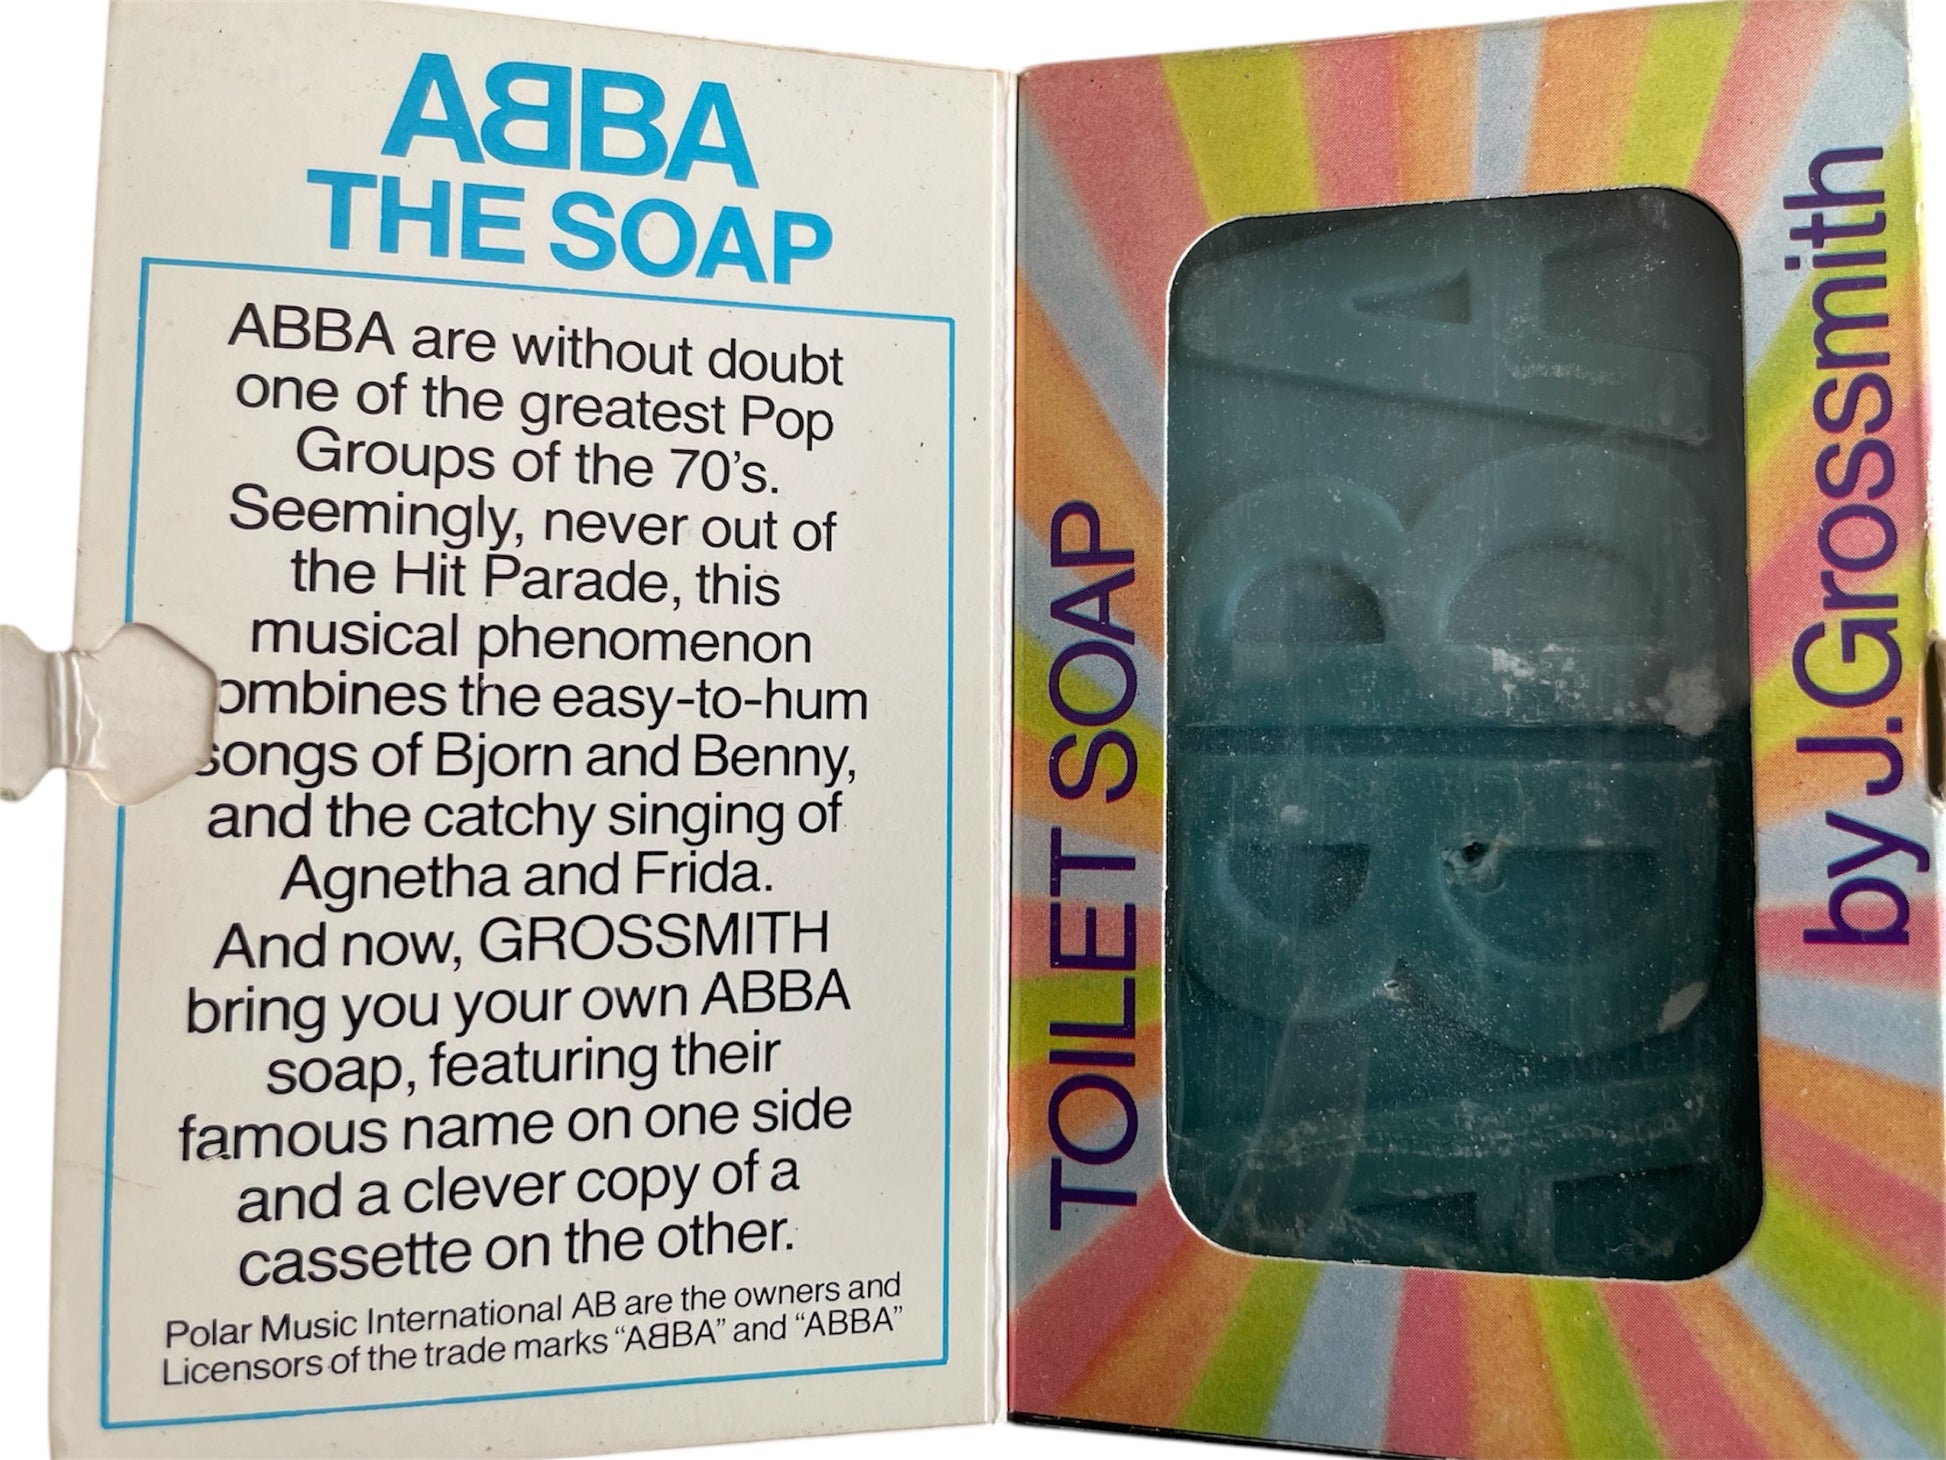 AᗺBA
THE SOAP
ABBA are without doubt
one of the greatest Pop
Groups of the 70's.
Seemingly, never out of
the Hit Parade, this
musical phenomenon
ombines the easy-to-hum
songs of Bjorn and Benny,
and the catchy singing of
Agnetha and Frida.
And now, GROSSMITH
bring you your own ABBA
soap, featuring their
famous name on one side
and a clever copy of a
cassette on the other.
Polar Music International AB are the owners and
Licensors of the trade marks “AᗺBA” and “ABBA”
TOILET SOAP
AᗺBA
by J. Grossmith